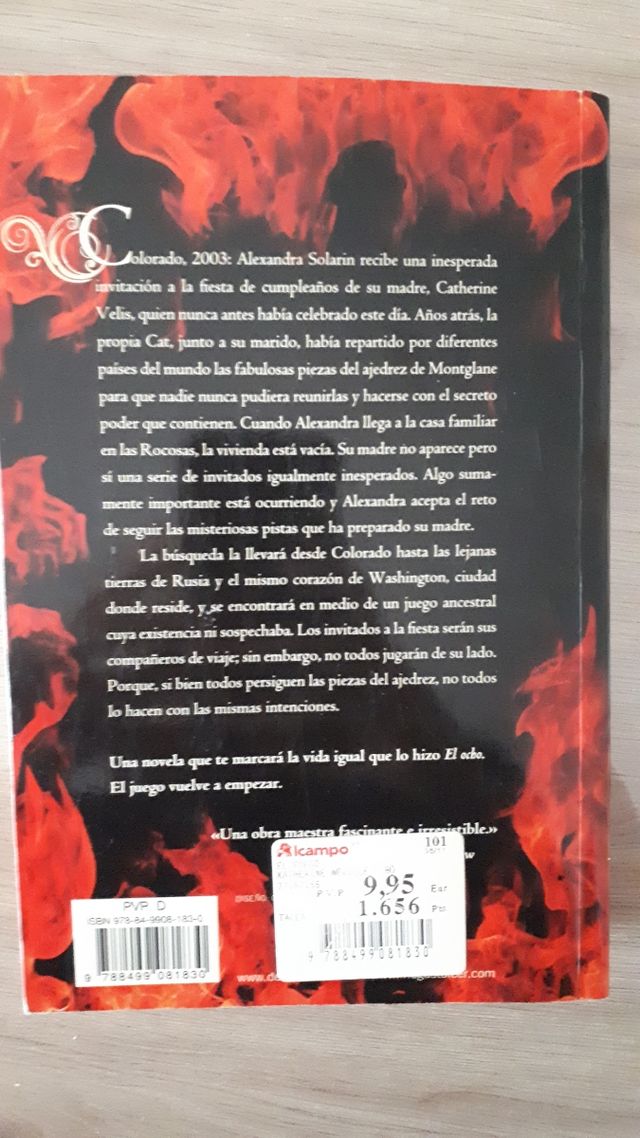 Colorado, 2003: Alexandra Solarin recibe una inesperada
invitación a la fiesta de cumpleaños de su madre, Catherine
Velis, quien nunca antes había celebrado este día. Años atrás, la
propia Cat, junto a su marido, había repartido por diferentes
países del mundo las fabulosas piezas del ajedrez de Montglane
para que nadie nunca pudiera reunirlas y hacerse con el secreto
poder que contienen. Cuando Alexandra llega a la casa familiar
en las Rocosas, la vivienda está vacía. Su madre no aparece pero
sí una serie de invitados igualmente inesperados. Algo suma-
mente importante está ocurriendo y Alexandra acepta el reto
de seguir las misteriosas pistas que ha preparado su madre.
La búsqueda la llevará desde Colorado hasta las lejanas
tierras de Rusia y el mismo corazón de Washington, ciudad
donde reside, y se encontrará en medio de un juego ancestral
cuya existencia ni sospechaba. Los invitados a la fiesta serán sus
compañeros de viaje; sin embargo, no todos jugarán de su lado.
Porque, si bien todos persiguen las piezas del ajedrez, no todos
lo hacen con las mismas intenciones.
Una novela que te marcará la vida igual que lo hizo El ocho.
El juego vuelve a empezar.
«Una obra maestra fascinante e irresistible.»
Alcampo
101
KATHERINE
P.V.P. 9,95 Eur
1.656 Pts
9 788499 081830
PVP. D
ISBN 978-84-9908-183-0
9 788499 081830
DISEÑO
www.de
.com